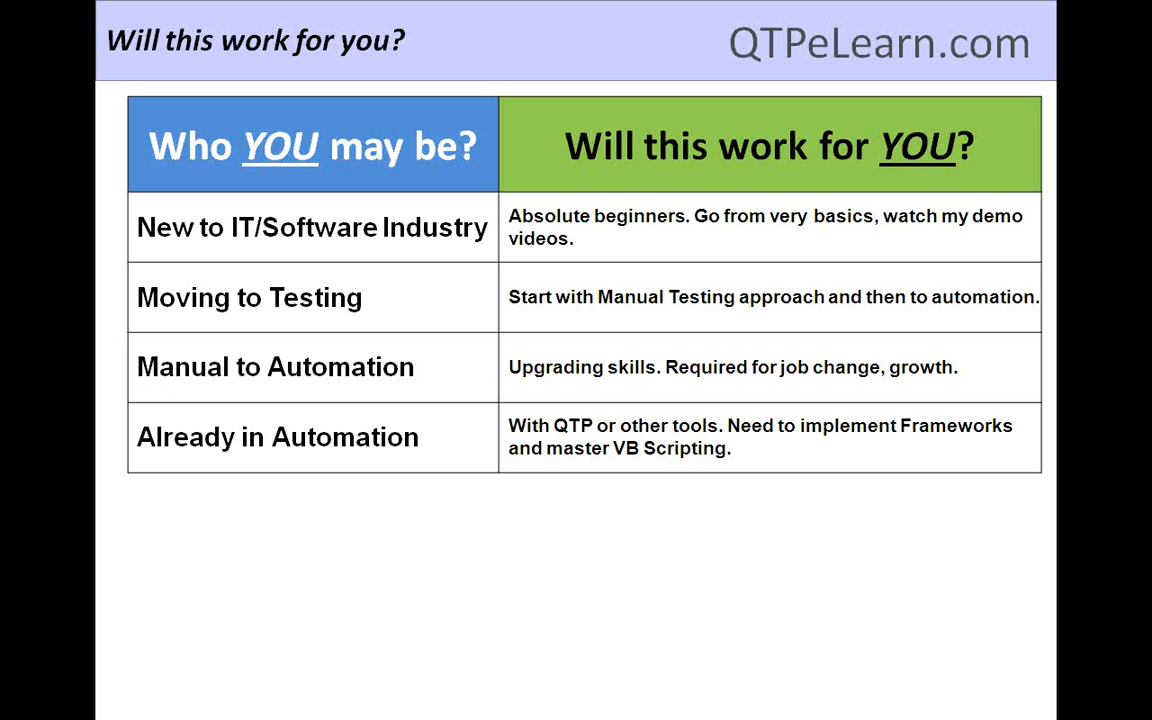 Will this work for you?
QTPeLearn.com
Who YOU may be?
Will this work for YOU?
New to IT/Software Industry
Absolute beginners. Go from very basics, watch my demo
videos.
Moving to Testing
Start with Manual Testing approach and then to automation.
Manual to Automation
Upgrading skills. Required for job change, growth.
Already in Automation
With QTP or other tools. Need to implement Frameworks
and master VB Scripting.